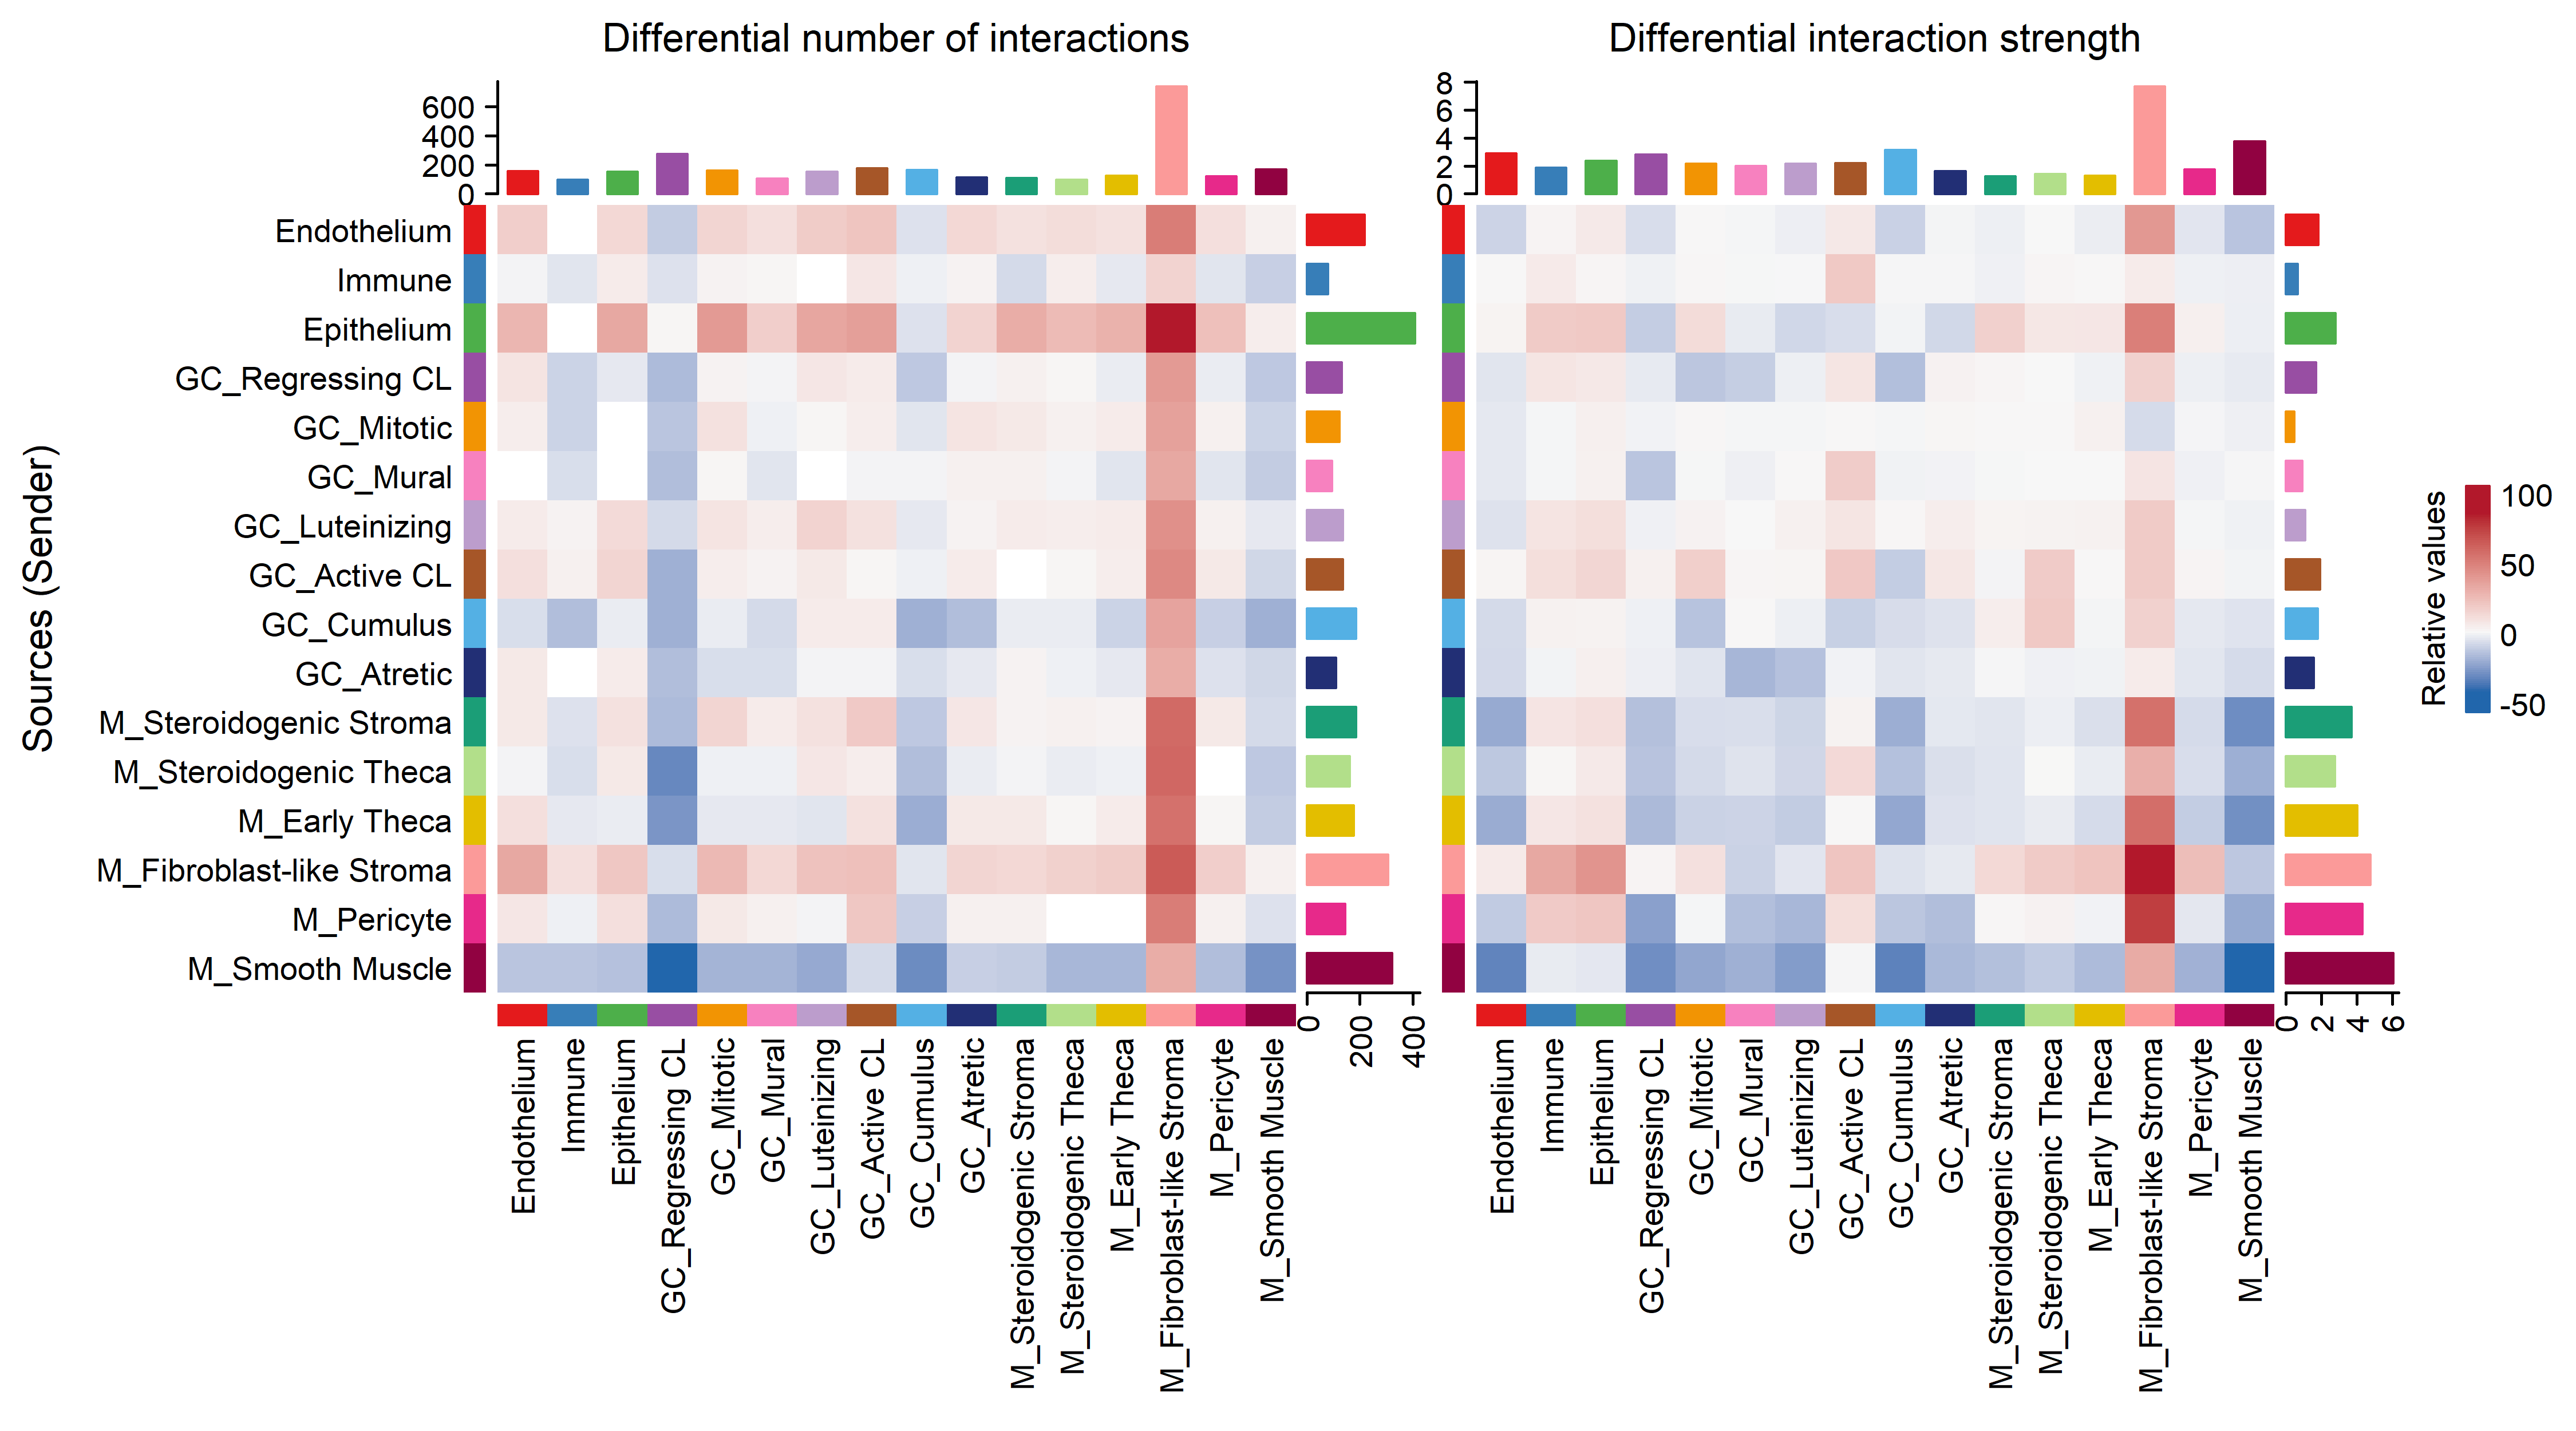 Differential number of interactions
Differential interaction strength
600
400
200
0
8
6
4
2
0
Sources (Sender)
Endothelium
Immune
Epithelium
GC_Regressing CL
GC_Mitotic
GC_Mural
GC_Luteinizing
GC_Active CL
GC_Cumulus
GC_Atretic
M_Steroidogenic Stroma
M_Steroidogenic Theca
M_Early Theca
M_Fibroblast-like Stroma
M_Pericyte
M_Smooth Muscle
0
200
400
0
2
4
6
Endothelium
Immune
Epithelium
GC_Regressing CL
GC_Mitotic
GC_Mural
GC_Luteinizing
GC_Active CL
GC_Cumulus
GC_Atretic
M_Steroidogenic Stroma
M_Steroidogenic Theca
M_Early Theca
M_Fibroblast-like Stroma
M_Pericyte
M_Smooth Muscle
Endothelium
Immune
Epithelium
GC_Regressing CL
GC_Mitotic
GC_Mural
GC_Luteinizing
GC_Active CL
GC_Cumulus
GC_Atretic
M_Steroidogenic Stroma
M_Steroidogenic Theca
M_Early Theca
M_Fibroblast-like Stroma
M_Pericyte
M_Smooth Muscle
Relative values
100
50
0
-50